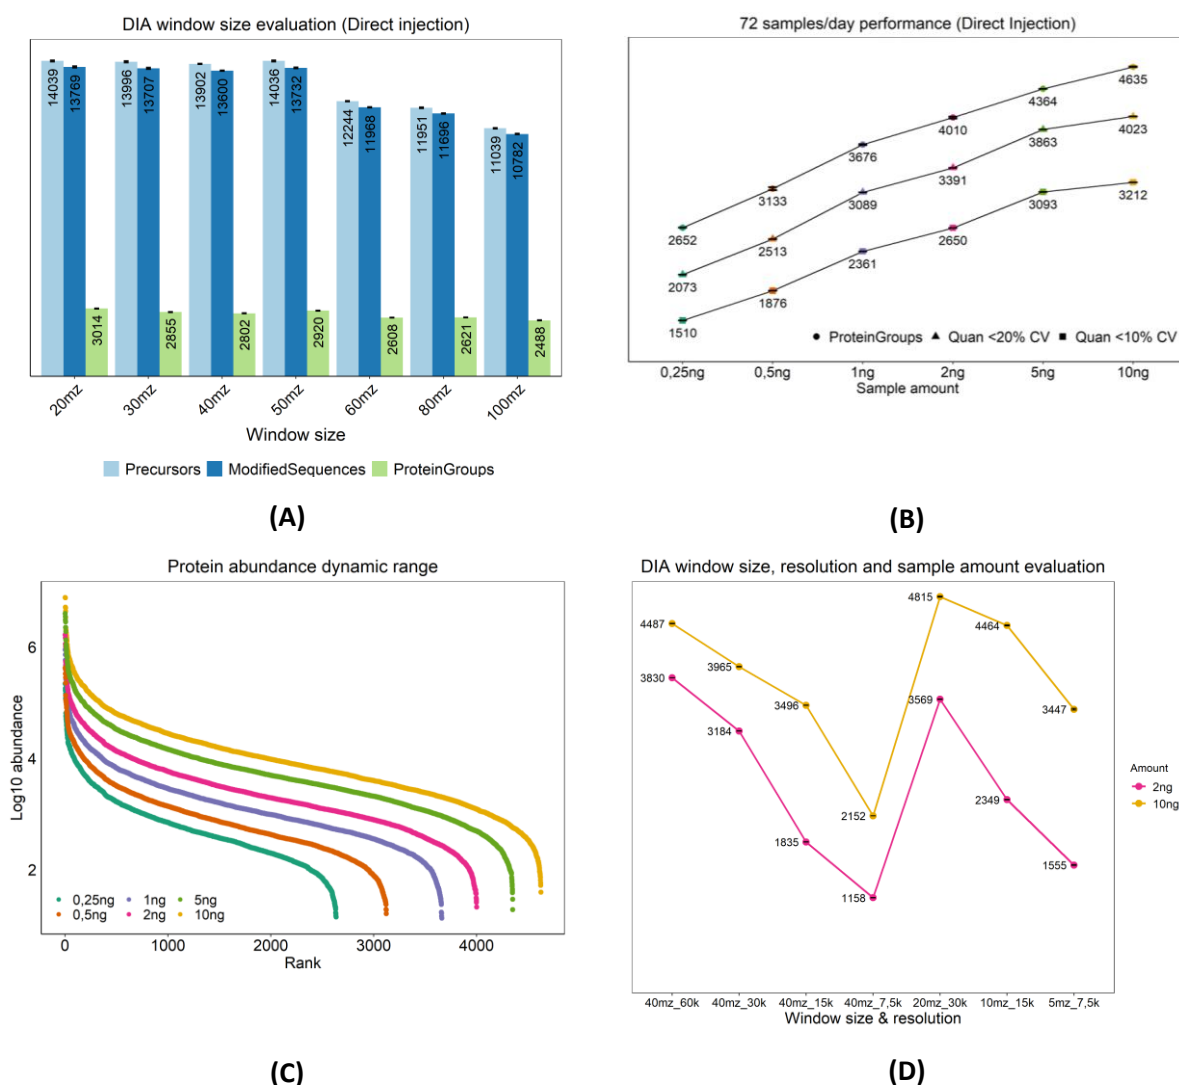 DIA window size evaluation (Direct injection)
14039
13769
3014
13996
13707
2855
13902
13600
2802
14036
13732
2920
12244
11968
2608
11951
11696
2621
11039
10782
2488
20mz
30mz
40mz
50mz
60mz
80mz
100mz
Window size
Precursors ModifiedSequences ProteinGroups
(A)
72 samples/day performance (Direct Injection)
2652
3133
3676
4010
4364
4635
2073
2513
3089
3391
3863
4023
1510
1876
2361
2650
3093
3212
ProteinGroups Quan <20% CV Quan <10% CV
0,25ng 0,5ng 1ng 2ng 5ng 10ng
Sample amount
(B)
Protein abundance dynamic range
Log10 abundance
6
4
2
0,25ng 1ng 5ng
0,5ng 2ng 10ng
0 1000 2000 3000 4000
Rank
(C)
DIA window size, resolution and sample amount evaluation
4487
3965
3496
2152
4815
4464
3447
3830
3184
1835
1158
3569
2349
1555
Amount
2ng
10ng
40mz_60k 40mz_30k 40mz_15k 40mz_7,5k 20mz_30k 10mz_15k 5mz_7,5k
Window size & resolution
(D)